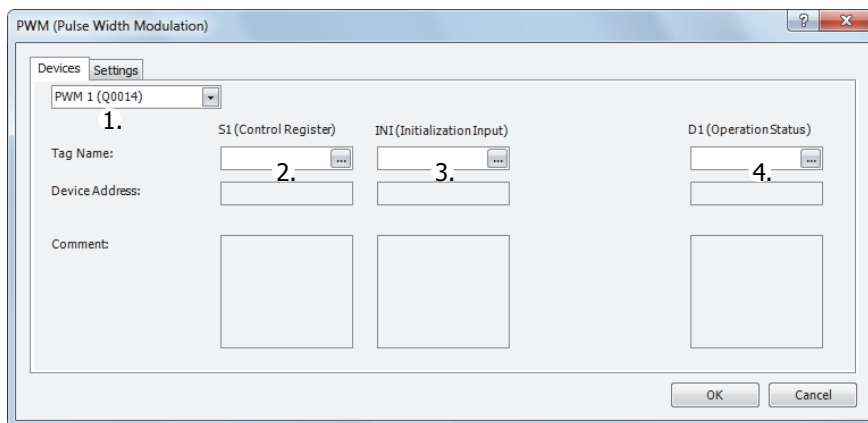 PWM (Pulse Width Modulation)
Devices Settings
PWM 1 (Q0014)
1.
S1 (Control Register) INI (Initialization Input) D1 (Operation Status)
Tag Name: ... ... ...
2. 3. 4.
Device Address:
Comment:
OK Cancel